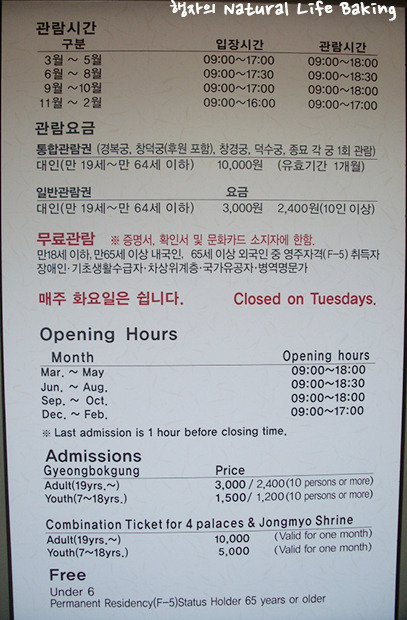 행자의 Natural Life Baking
관람시간
구분 입장시간 관람시간
3월 ~ 5월 09:00~17:00 09:00~18:00
6월 ~ 8월 09:00~17:30 09:00~18:30
9월 ~ 10월 09:00~17:00 09:00~18:00
11월 ~ 2월 09:00~16:00 09:00~17:00
관람요금
통합관람권 (경복궁, 창덕궁(후원 포함), 창경궁, 덕수궁, 종묘 각 궁 1회 관람)
대인(만 19세~만 64세 이하) 10,000원 (유효기간 1개월)
일반관람권 요금
대인(만 19세~만 64세 이하) 3,000원 2,400원(10인 이상)
무료관람 ※ 증명서, 확인서 및 문화카드 소지자에 한함.
만18세 이하, 만65세 이상 내국인, 65세 이상 외국인 중 영주자격(F-5) 취득자
장애인·기초생활수급자·차상위계층·국가유공자·병역명문가
매주 화요일은 쉽니다. Closed on Tuesdays.
Opening Hours
Month Opening hours
Mar. ~ May 09:00~18:00
Jun. ~ Aug. 09:00~18:30
Sep. ~ Oct. 09:00~18:00
Dec. ~ Feb. 09:00~17:00
※ Last admission is 1 hour before closing time.
Admissions
Gyeongbokgung Price
Adult(19yrs.~) 3,000 / 2,400(10 persons or more)
Youth(7~18yrs.) 1,500 / 1,200(10 persons or more)
Combination Ticket for 4 palaces & Jongmyo Shrine
Adult(19yrs.~) 10,000 (Valid for one month)
Youth(7~18yrs.) 5,000 (Valid for one month)
Free
Under 6
Permanent Residency(F-5)Status Holder 65 years or older